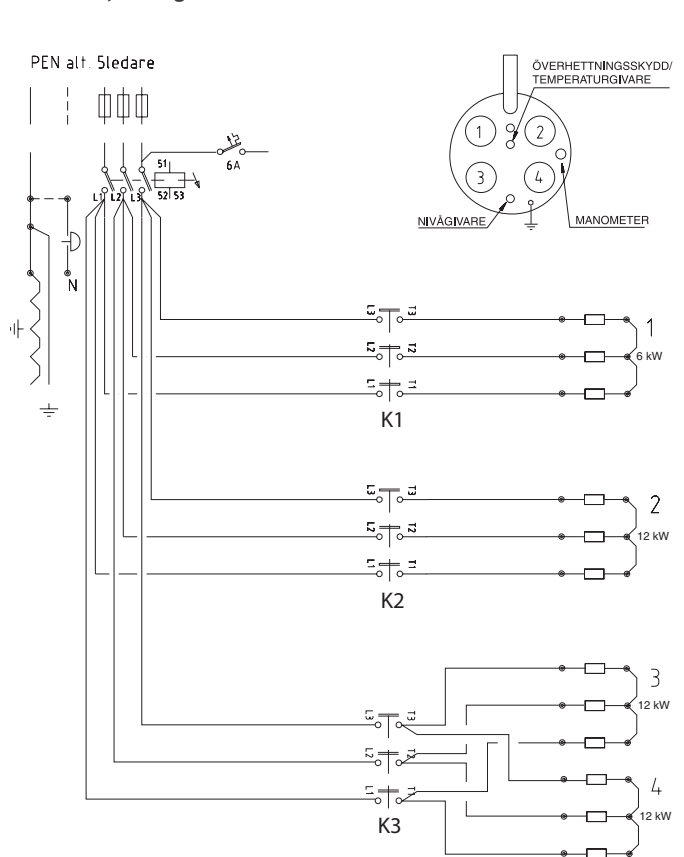 PEN alt. 5ledare
ÖVERHETTNINGSSKYDD/
TEMPERATURGIVARE
1
2
3
4
NIVÅGIVARE
MANOMETER
51
6A
L1
L2
L3
52
53
N
L3
T3
1
L2
T2
6 kW
L1
T1
K1
L3
T3
2
L2
T2
12 kW
L1
T1
K2
3
12 kW
L3
T3
L2
T2
L1
T1
4
12 kW
K3